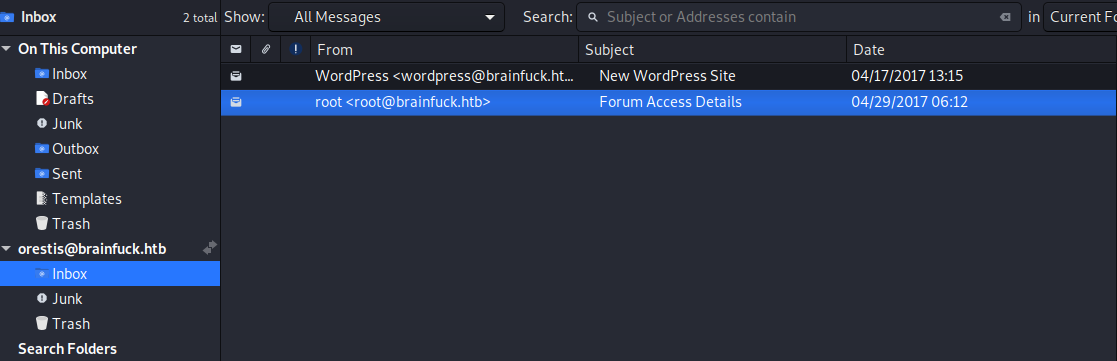 Inbox 2 total Show: All Messages Search: Subject or Addresses contain in Current Fo
On This Computer From Subject Date
Inbox WordPress <wordpress@brainfuck.ht... New WordPress Site 04/17/2017 13:15
Drafts root <root@brainfuck.htb> Forum Access Details 04/29/2017 06:12
Junk
Outbox
Sent
Templates
Trash
orestis@brainfuck.htb
Inbox
Junk
Trash
Search Folders